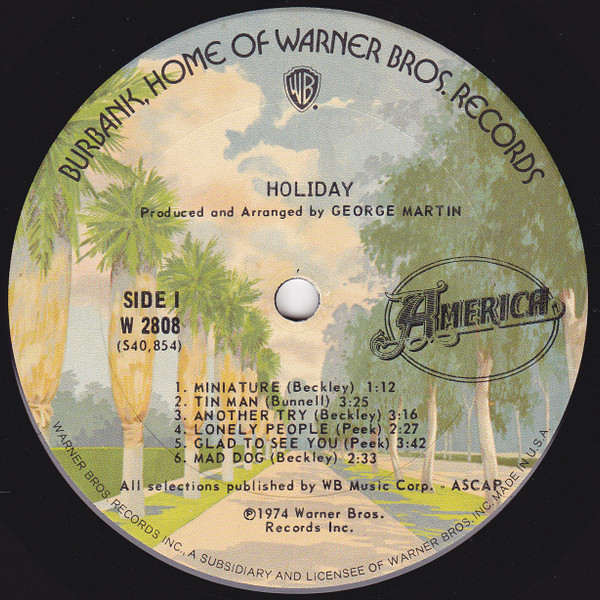 BURBANK, HOME OF WARNER BROS. RECORDS
WB
HOLIDAY
Produced and Arranged by GEORGE MARTIN
SIDE I
W 2808
(S40,854)
AMERICA
1. MINIATURE (Beckley) 1:12
2. TIN MAN (Bunnell) 3:25
3. ANOTHER TRY (Beckley) 3:16
4. LONELY PEOPLE (Peek) 2:27
5. GLAD TO SEE YOU (Peek) 3:42
6. MAD DOG (Beckley) 2:33
All selections published by WB Music Corp. - ASCAP
℗1974 Warner Bros.
Records Inc.
WARNER BROS. RECORDS INC., A SUBSIDIARY AND LICENSEE OF WARNER BROS. INC. MADE IN U.S.A.